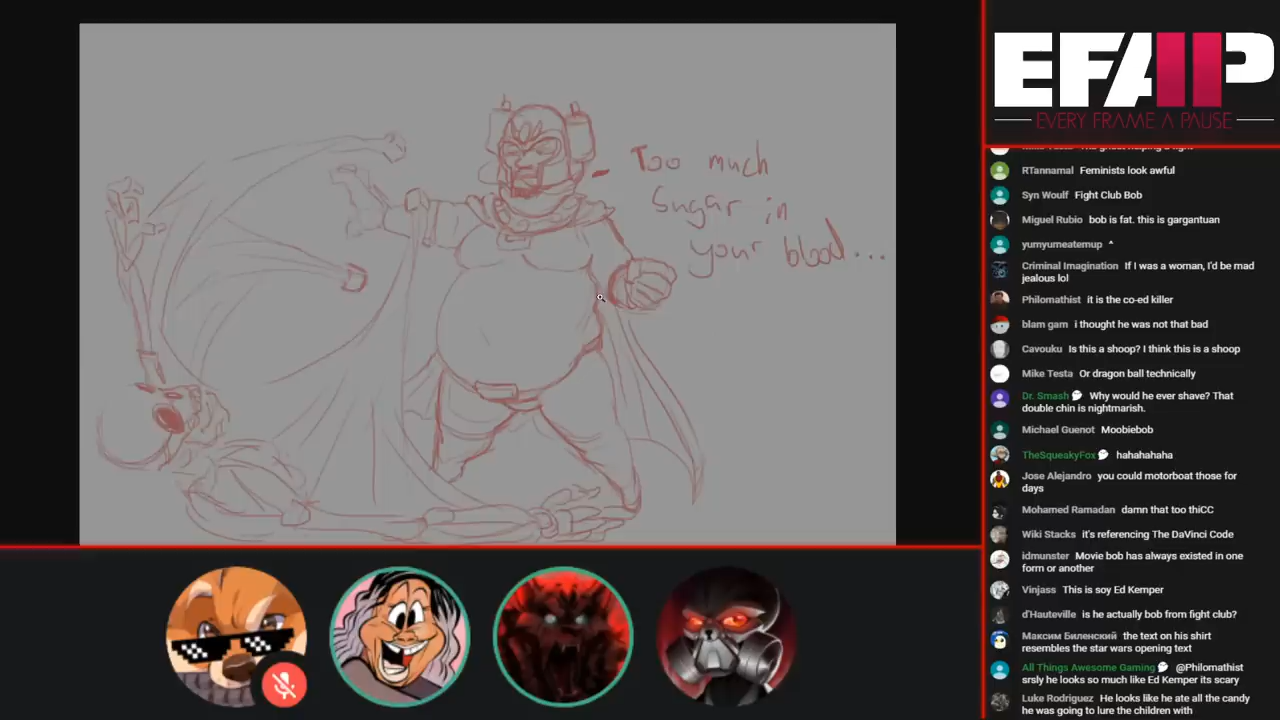 Too much
Sugar in
your blood...
EFAP
EVERY FRAME A PAUSE
RTannamal Feminists look awful
Syn Woulf Fight Club Bob
Miguel Rubio bob is fat. this is gargantuan
yumyumeatemup ^
Criminal Imagination If I was a woman, I'd be mad
jealous lol
Philomathist it is the co-ed killer
blam gam i thought he was not that bad
Cavouku Is this a shoop? I think this is a shoop
Mike Testa Or dragon ball technically
Dr. Smash Why would he ever shave? That
double chin is nightmarish.
Michael Guenot Moobiebob
TheSqueakyFox hahahahaha
Jose Alejandro you could motorboat those for
days
Mohamed Ramadan damn that too thiCC
Wiki Stacks it's referencing The DaVinci Code
idmunster Movie bob has always existed in one
form or another
Vinjass This is soy Ed Kemper
d'Hauteville is he actually bob from fight club?
Максим Биленский the text on his shirt
resembles the star wars opening text
All Things Awesome Gaming @Philomathist
srsly he looks so much like Ed Kemper its scary
Luke Rodriguez He looks like he ate all the candy
he was going to lure the children with